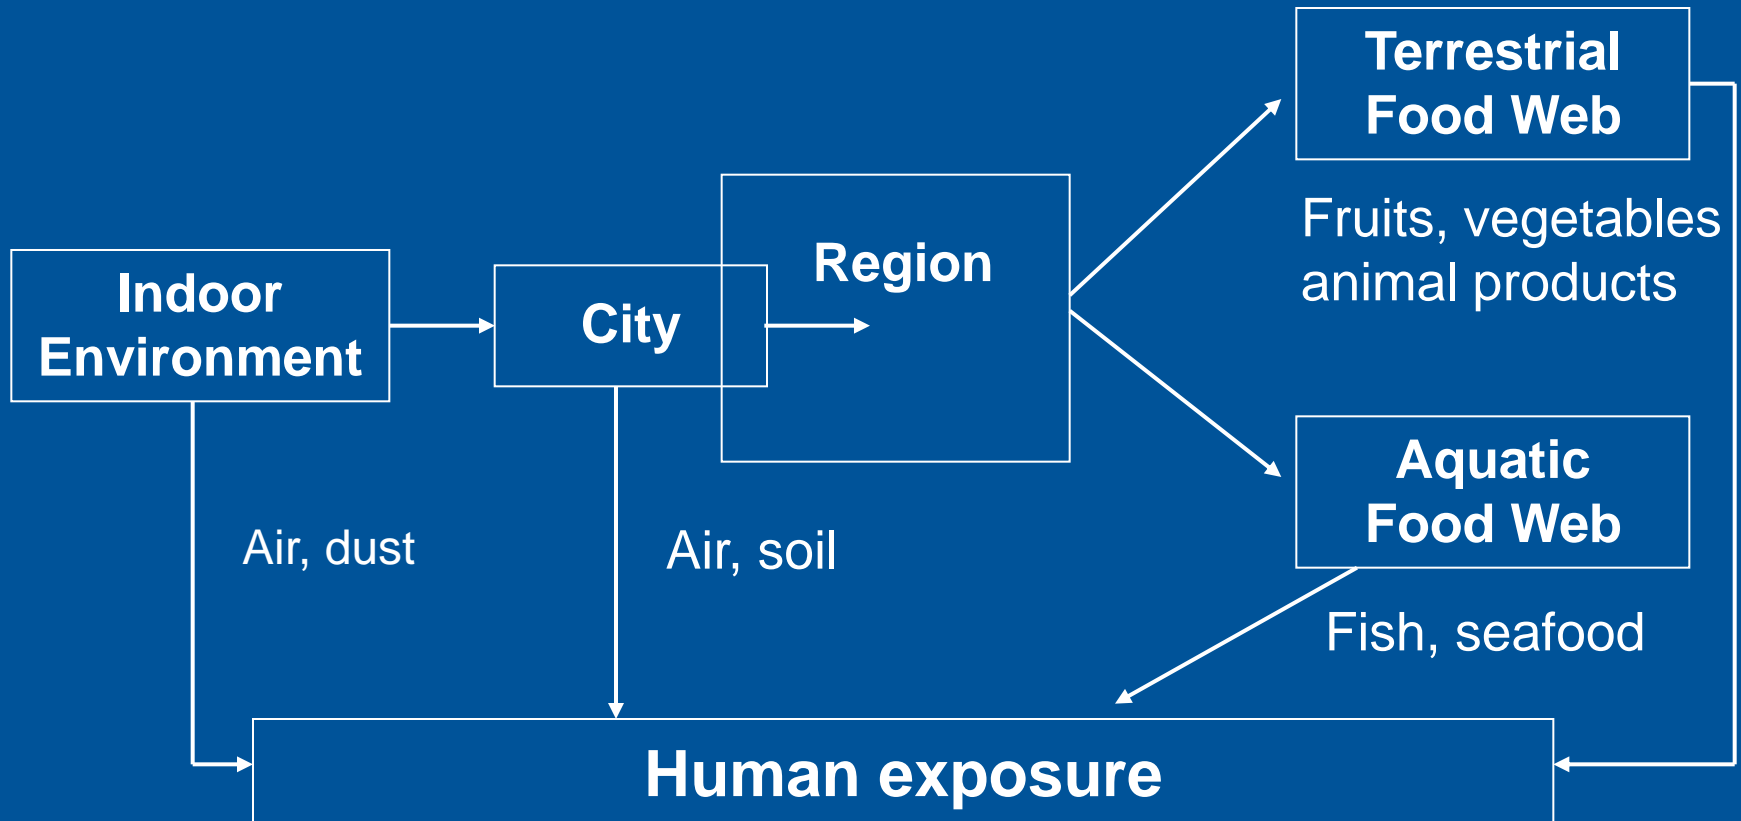 Terrestrial
Food Web
Fruits, vegetables
animal products
Region
Indoor
Environment
City
Aquatic
Food Web
Air, dust
Air, soil
Fish, seafood
Human exposure